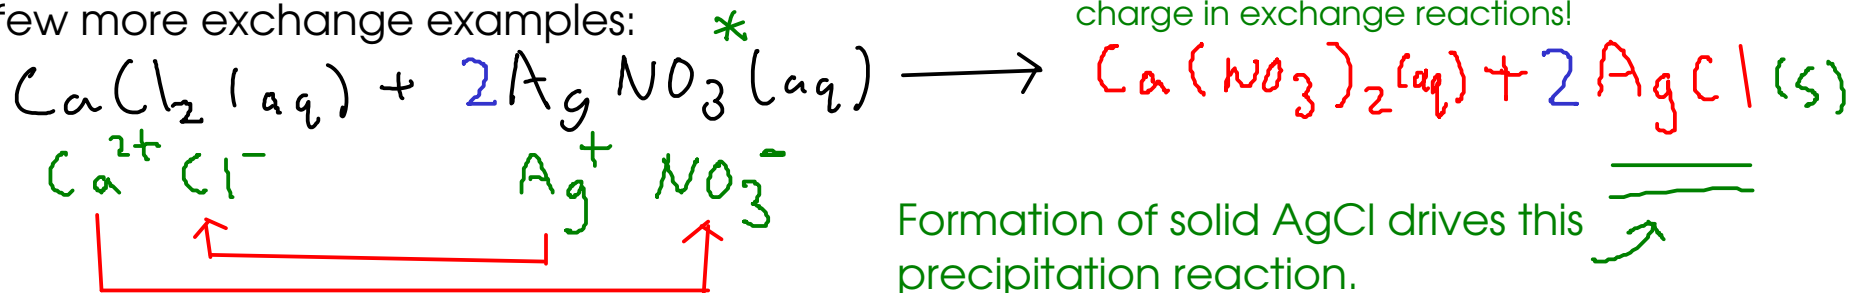 few more exchange examples:
charge in exchange reactions!
*
CaCl₂(aq) + 2AgNO₃(aq) ⟶ Ca(NO₃)₂(aq) + 2AgCl(s)
Ca²⁺ Cl⁻ Ag⁺ NO₃⁻
Formation of solid AgCl drives this
precipitation reaction.